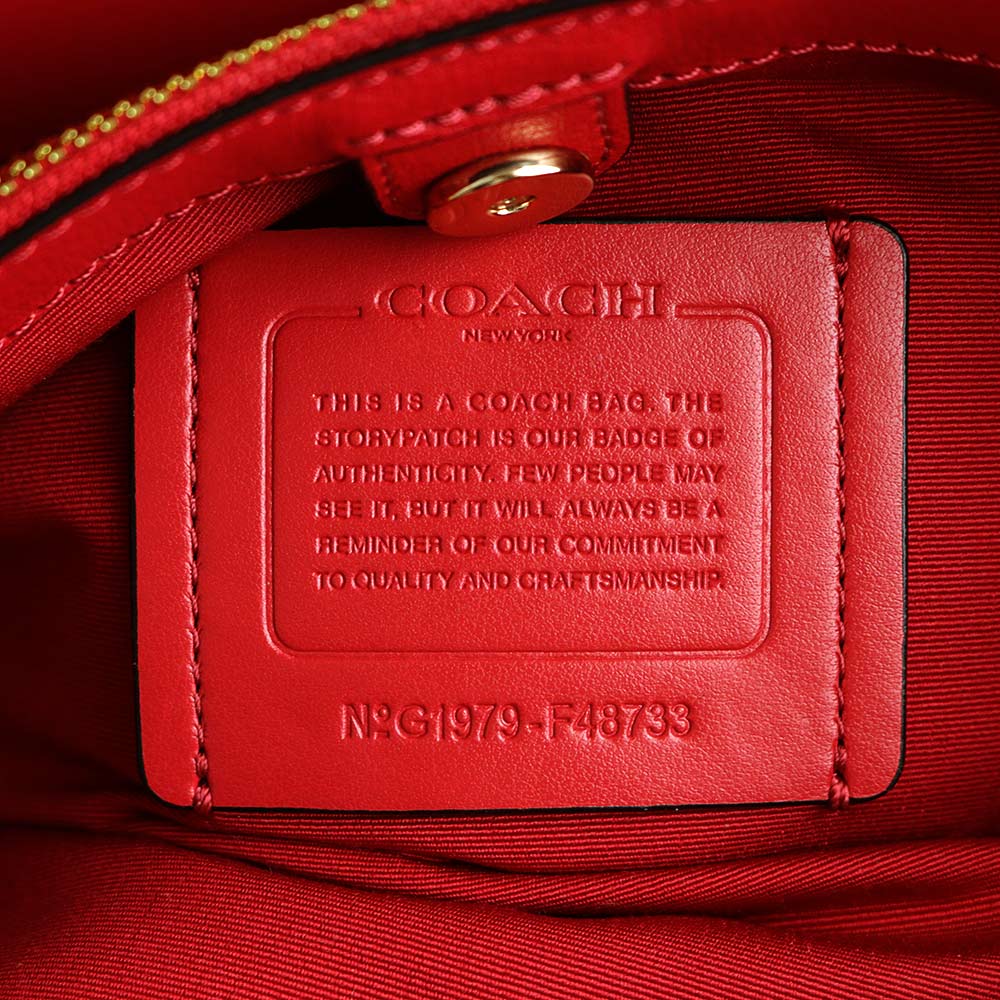 COACH
NEW YORK
THIS IS A COACH BAG. THE
STORYPATCH IS OUR BADGE OF
AUTHENTICITY. FEW PEOPLE MAY
SEE IT, BUT IT WILL ALWAYS BE A
REMINDER OF OUR COMMITMENT
TO QUALITY AND CRAFTSMANSHIP.
NºG1979-F48733